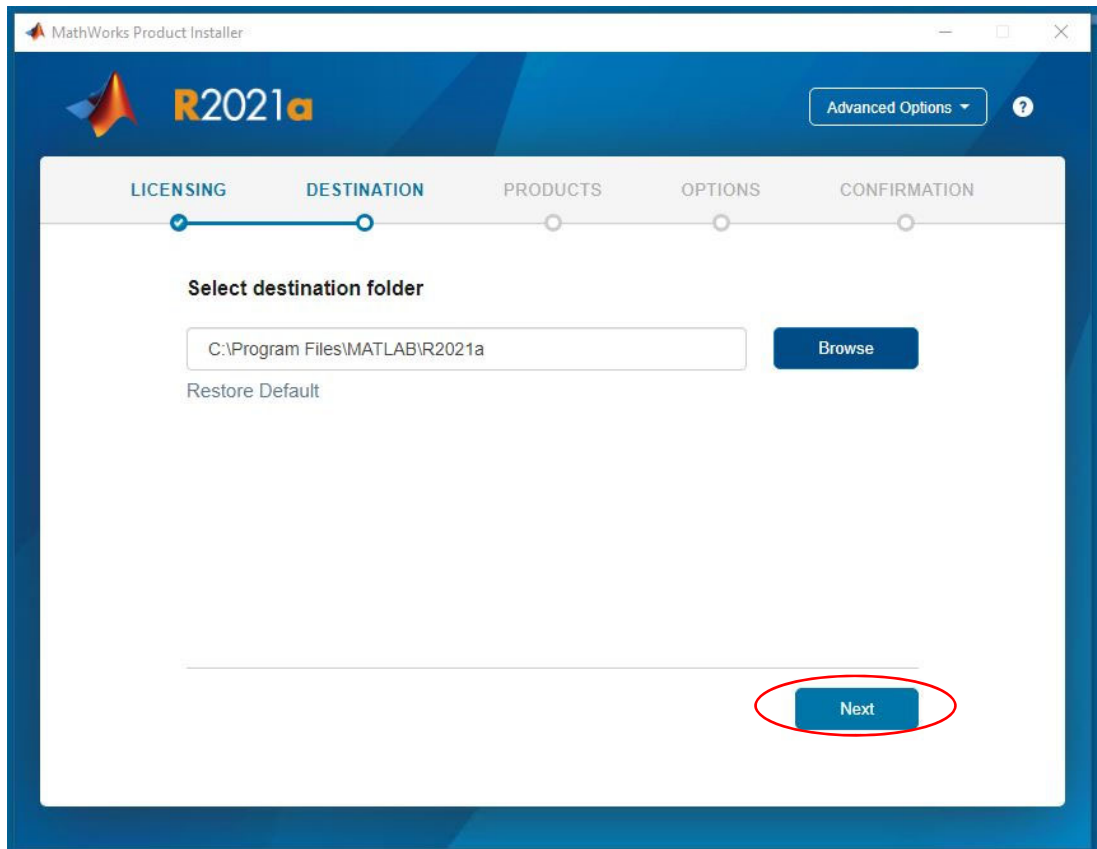 MathWorks Product Installer
R2021a
Advanced Options
?
LICENSING DESTINATION PRODUCTS OPTIONS CONFIRMATION
Select destination folder
C:\Program Files\MATLAB\R2021a
Browse
Restore Default
Next